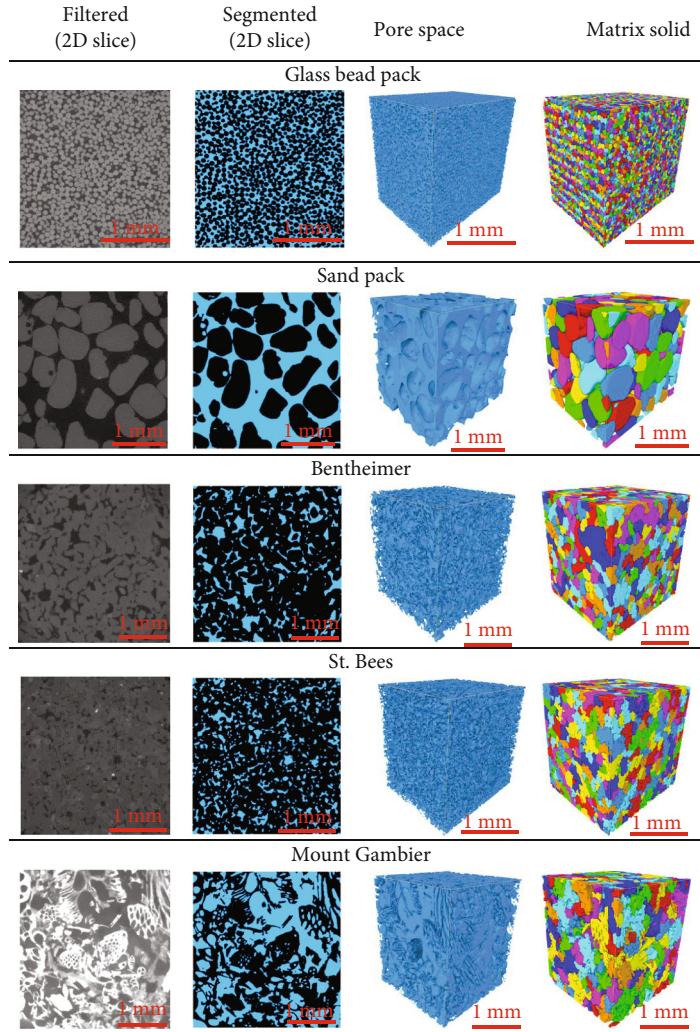 Filtered
(2D slice)
Segmented
(2D slice)
Pore space
Matrix solid
Glass bead pack
1 mm
1 mm
1 mm
1 mm
Sand pack
1 mm
1 mm
1 mm
1 mm
Bentheimer
1 mm
1 mm
1 mm
1 mm
St. Bees
1 mm
1 mm
1 mm
1 mm
Mount Gambier
1 mm
1 mm
1 mm
1 mm